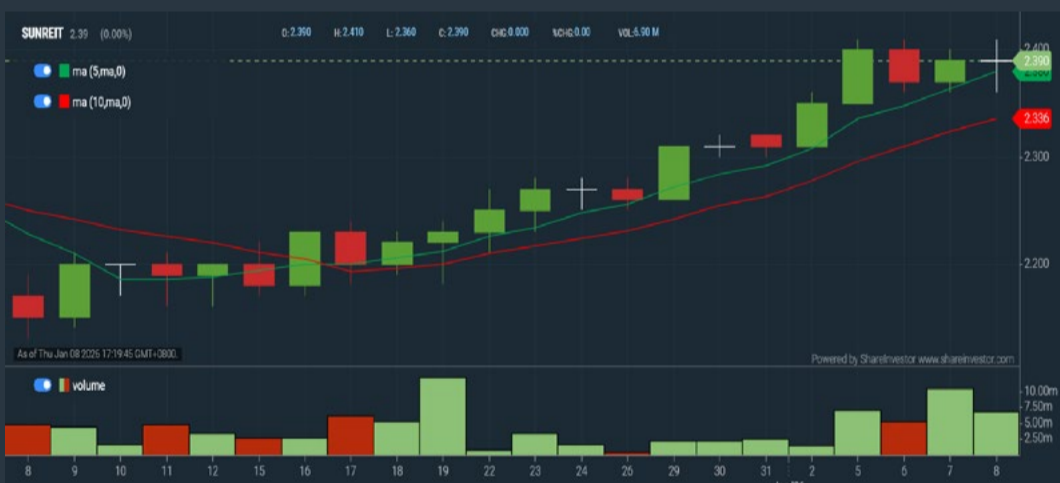 SUNREIT 2.39 (0.00%) O: 2.390 H: 2.410 L: 2.360 C: 2.390 CHG:0.000 %CHG:0.00 VOL:6.90 M
ma (5,ma,0)
ma (10,ma,0)
2.400
2.390
2.336
2.300
2.200
As of Thu Jan 08 2026 17:19:45 GMT+0800.
Powered by ShareInvestor www.shareinvestor.com
volume
10.00m
7.50m
5.00m
2.50m
8 9 10 11 12 15 16 17 18 19 22 23 24 26 29 30 31 2 5 6 7 8